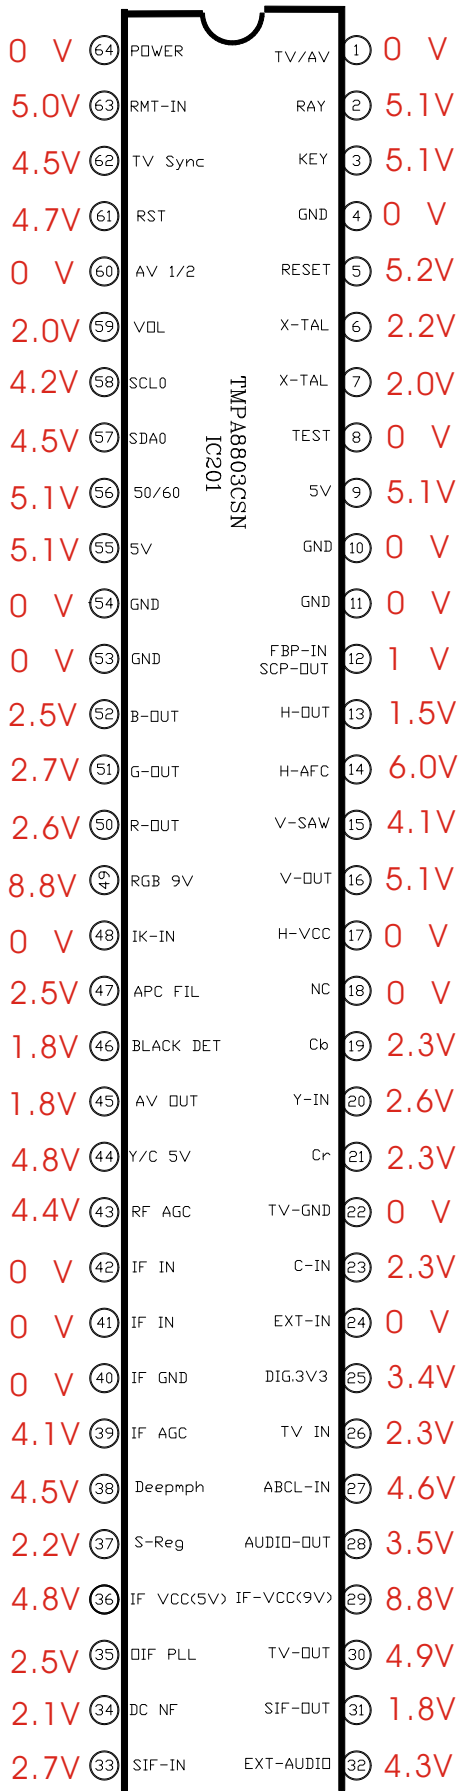 0 V 64 POWER TV/AV 1 0 V
5.0V 63 RMT-IN RAY 2 5.1V
4.5V 62 TV Sync KEY 3 5.1V
4.7V 61 RST GND 4 0 V
0 V 60 AV 1/2 RESET 5 5.2V
2.0V 59 VOL X-TAL 6 2.2V
4.2V 58 SCL0 X-TAL 7 2.0V
4.5V 57 SDA0 TEST 8 0 V
TMPA8803CSN
IC201
5.1V 56 50/60 5V 9 5.1V
5.1V 55 5V GND 10 0 V
0 V 54 GND GND 11 0 V
0 V 53 GND FBP-IN 12 1 V
SCP-OUT
2.5V 52 B-OUT H-OUT 13 1.5V
2.7V 51 G-OUT H-AFC 14 6.0V
2.6V 50 R-OUT V-SAW 15 4.1V
8.8V 49 RGB 9V V-OUT 16 5.1V
0 V 48 IK-IN H-VCC 17 0 V
2.5V 47 APC FIL NC 18 0 V
1.8V 46 BLACK DET Cb 19 2.3V
1.8V 45 AV OUT Y-IN 20 2.6V
4.8V 44 Y/C 5V Cr 21 2.3V
4.4V 43 RF AGC TV-GND 22 0 V
0 V 42 IF IN C-IN 23 2.3V
0 V 41 IF IN EXT-IN 24 0 V
0 V 40 IF GND DIG.3V3 25 3.4V
4.1V 39 IF AGC TV IN 26 2.3V
4.5V 38 Deepmph ABCL-IN 27 4.6V
2.2V 37 S-Reg AUDIO-OUT 28 3.5V
4.8V 36 IF VCC(5V) IF-VCC(9V) 29 8.8V
2.5V 35 OIF PLL TV-OUT 30 4.9V
2.1V 34 DC NF SIF-OUT 31 1.8V
2.7V 33 SIF-IN EXT-AUDIO 32 4.3V